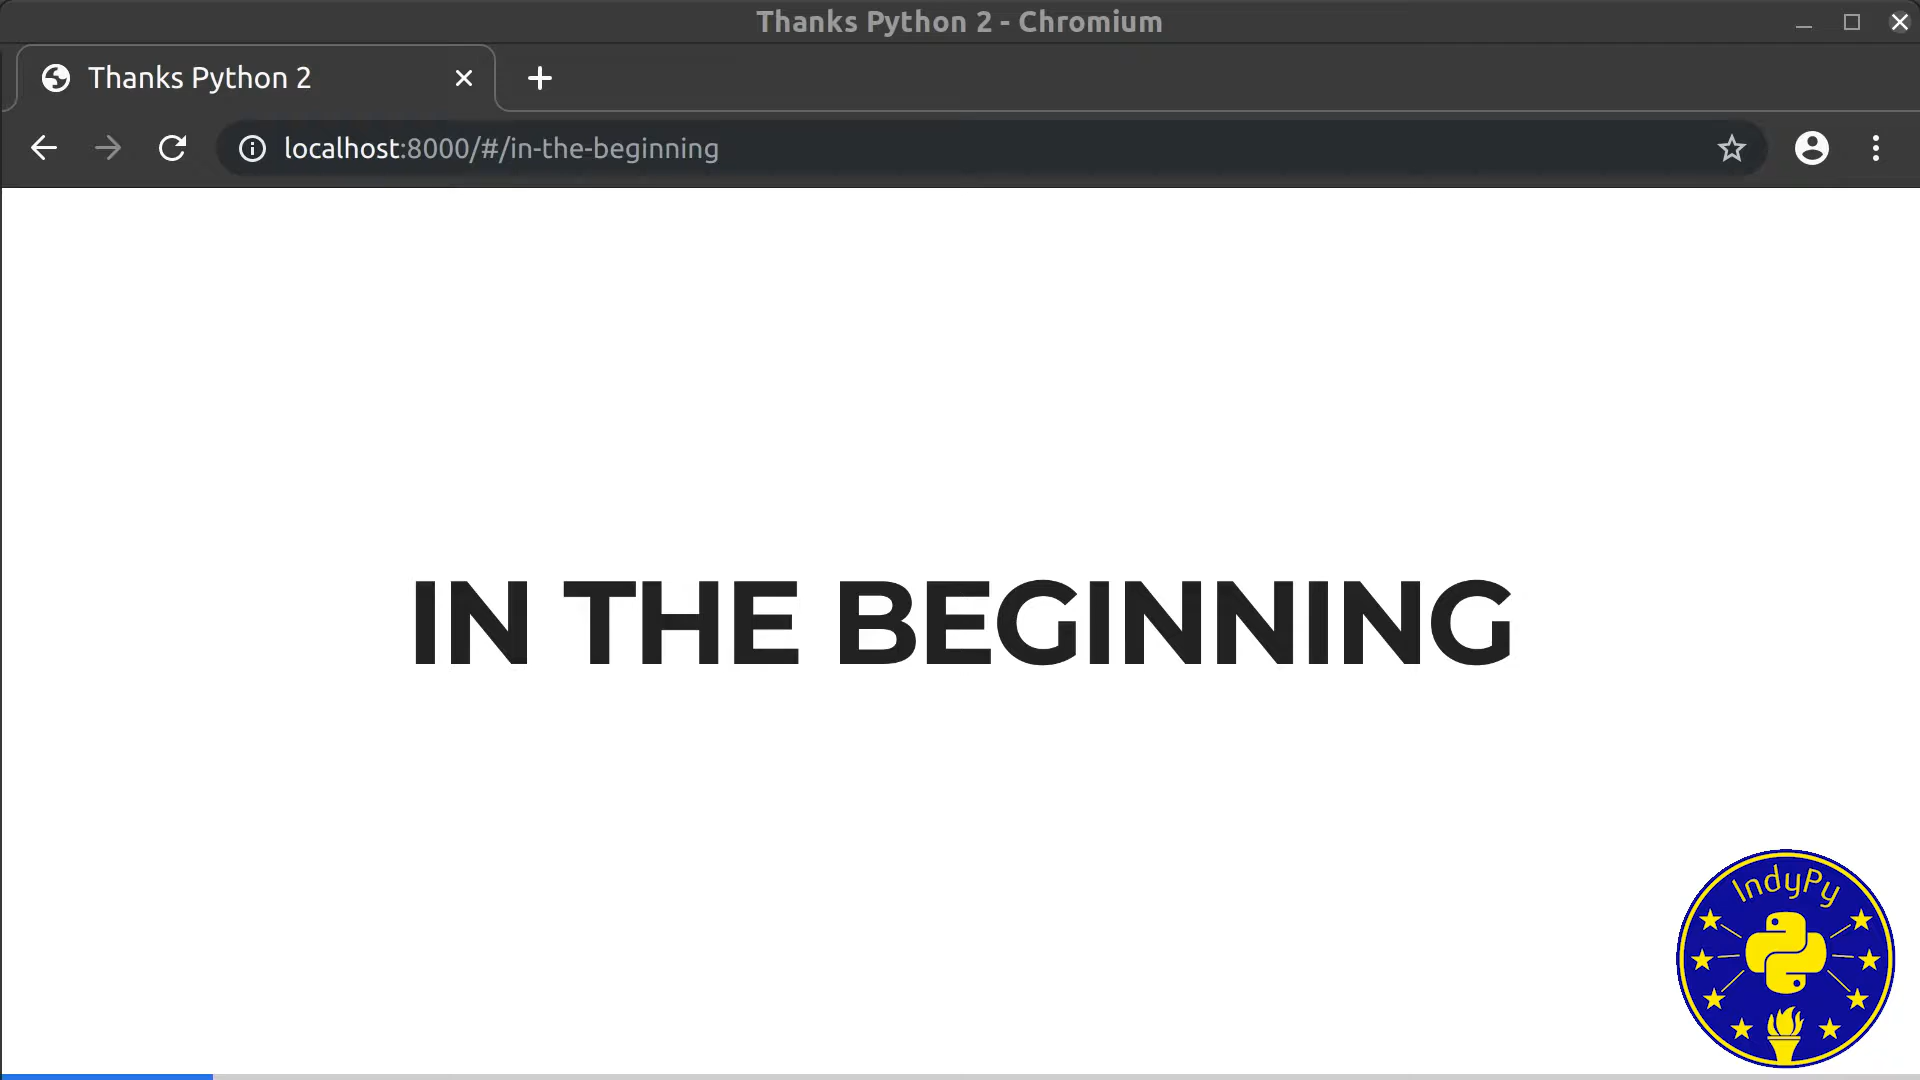 Thanks Python 2 - Chromium
Thanks Python 2
localhost:8000/#/in-the-beginning
IN THE BEGINNING
IndyPy